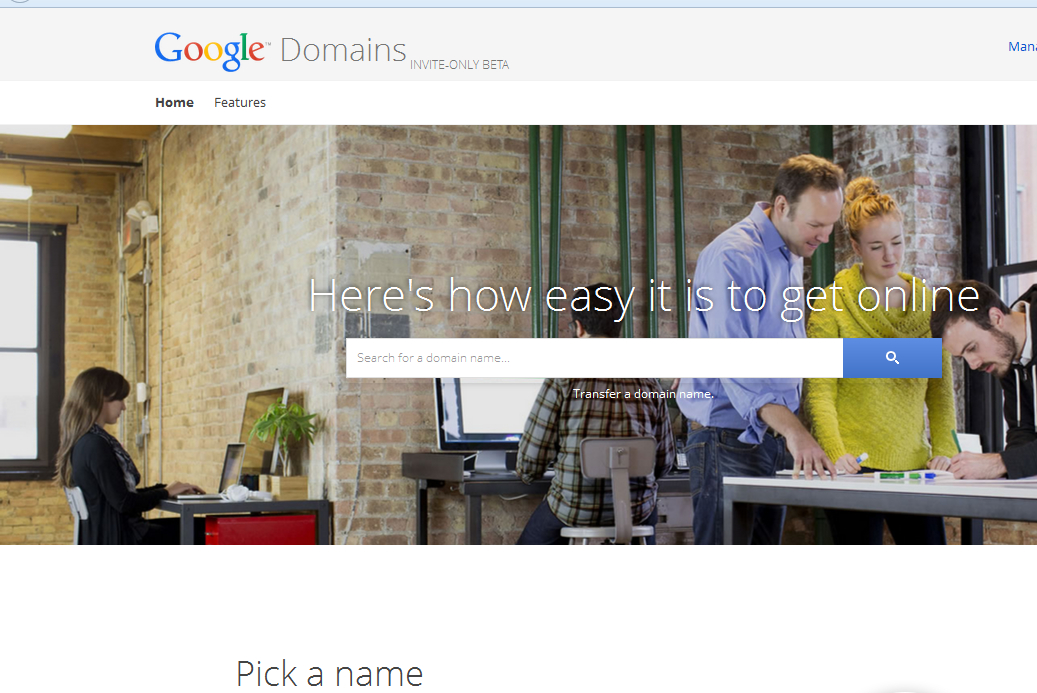 Google™ Domains INVITE-ONLY BETA
Mana
Home Features
Here's how easy it is to get online
Search for a domain name...
Transfer a domain name.
Pick a name